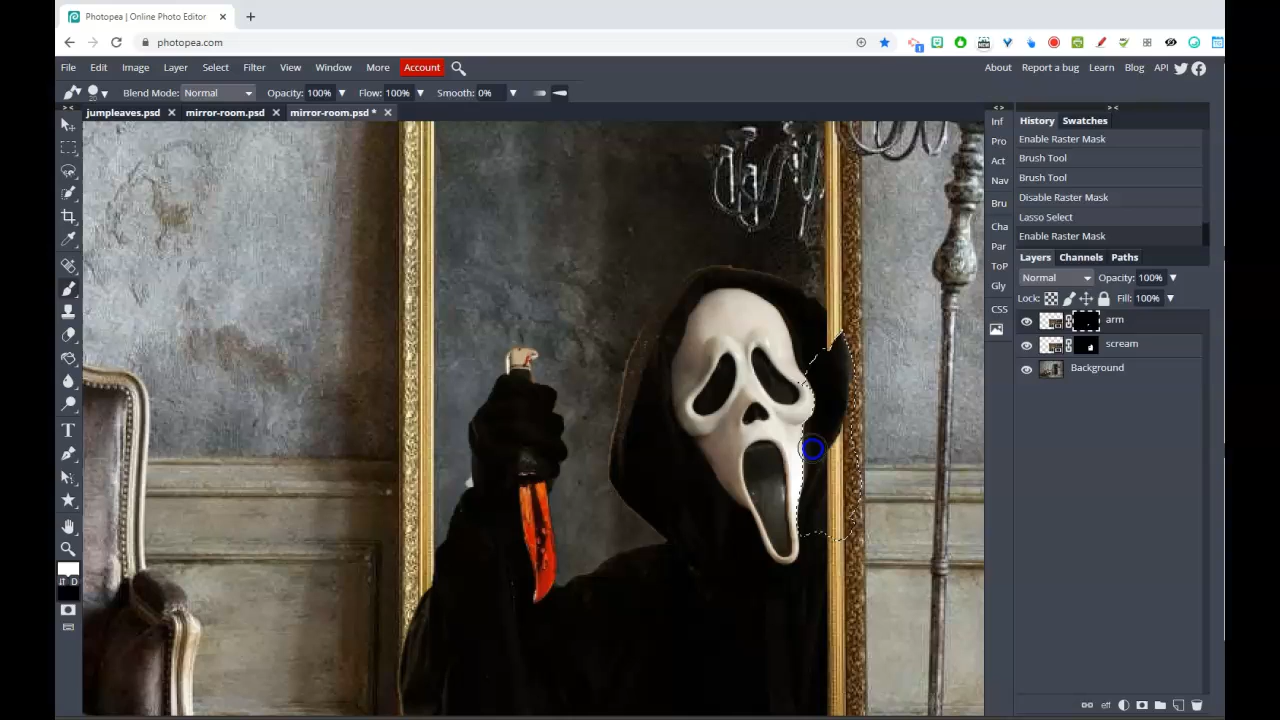 Photopea | Online Photo Editor
photopea.com
1
NEW
File Edit Image Layer Select Filter View Window More Account
About Report a bug Learn Blog API
20 Blend Mode: Normal Opacity: 100% Flow: 100% Smooth: 0%
jumpleaves.psd mirror-room.psd mirror-room.psd *
Inf
Pro
Act
Nav
Bru
Cha
Par
ToP
Gly
CSS
History Swatches
Enable Raster Mask
Brush Tool
Brush Tool
Disable Raster Mask
Lasso Select
Enable Raster Mask
Layers Channels Paths
Normal Opacity: 100%
Lock: Fill: 100%
arm
scream
Background
D
eff